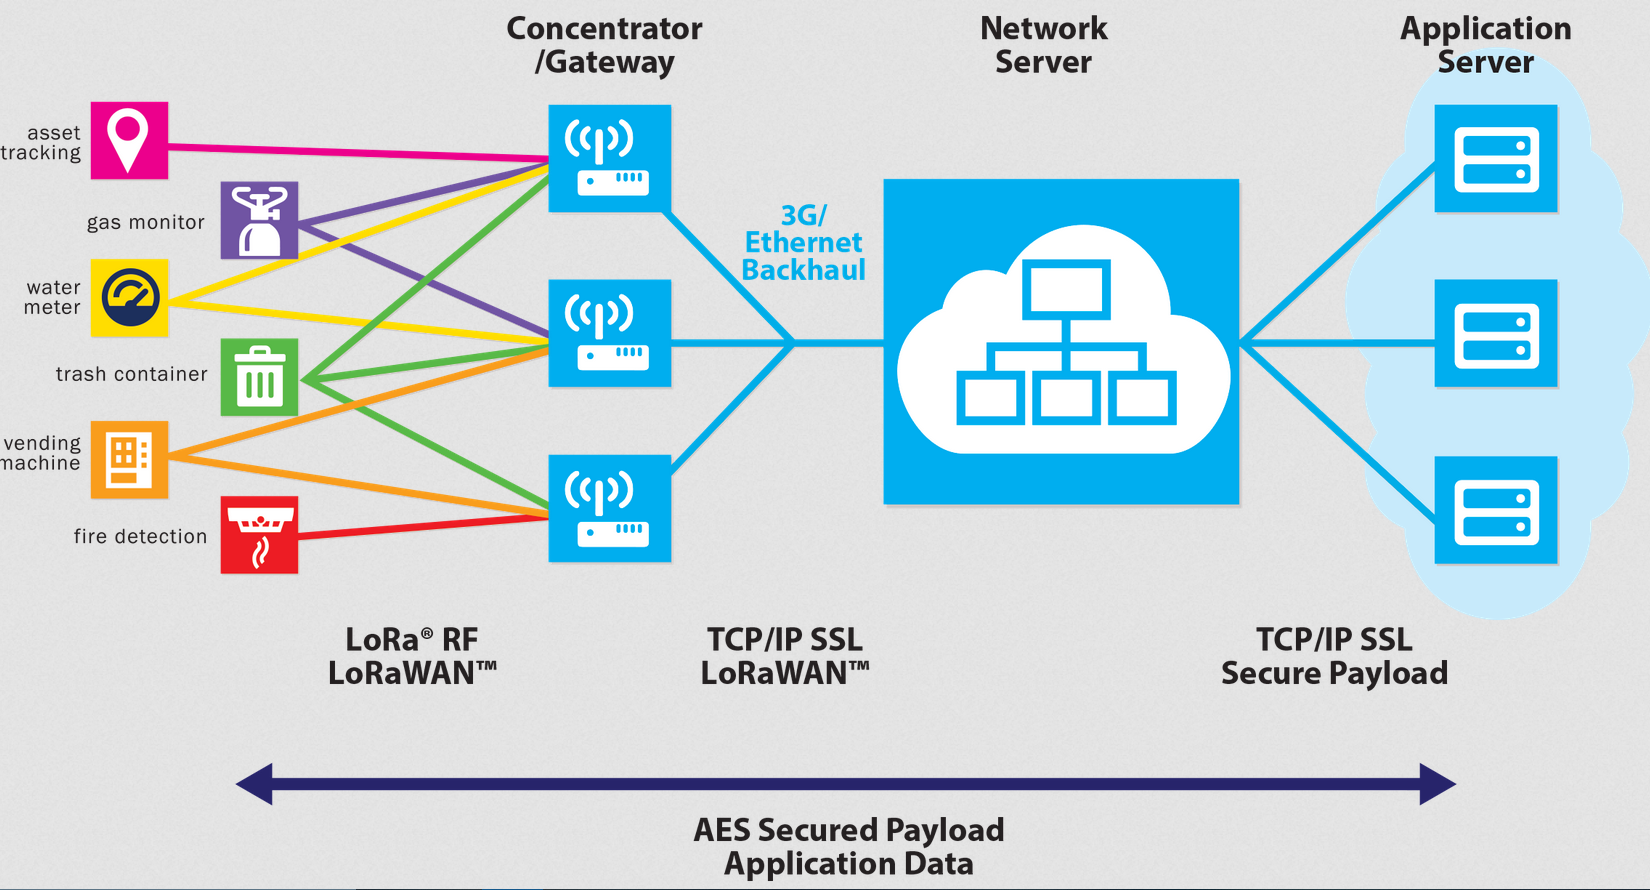 Concentrator
/Gateway
Network
Server
Application
Server
asset
tracking
gas monitor
water
meter
trash container
vending
machine
fire detection
3G/
Ethernet
Backhaul
LoRa® RF
LoRaWAN™
TCP/IP SSL
LoRaWAN™
TCP/IP SSL
Secure Payload
AES Secured Payload
Application Data